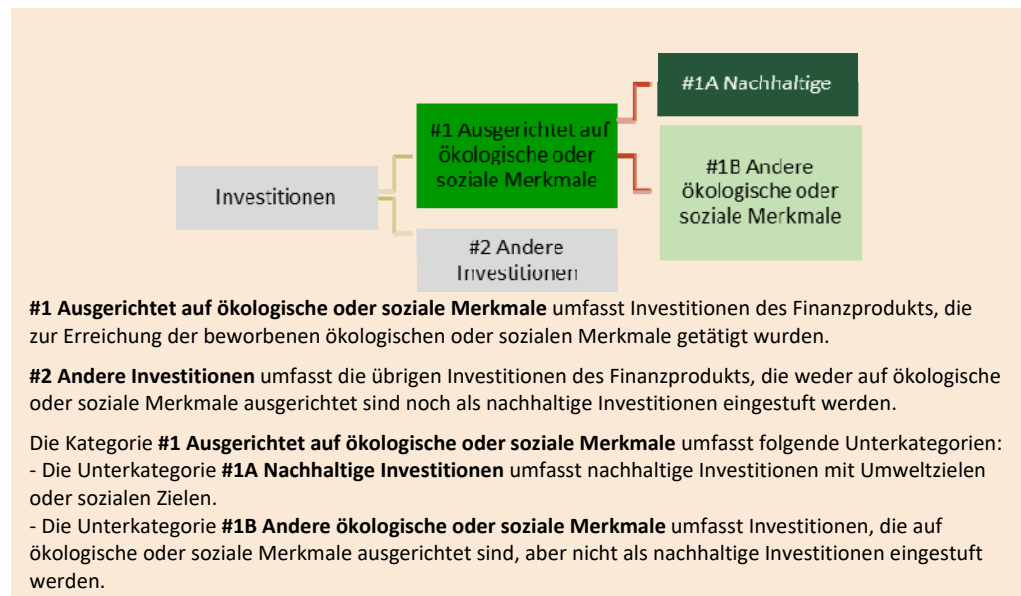 #1A Nachhaltige
#1 Ausgerichtet auf
ökologische oder
soziale Merkmale
#1B Andere
ökologische oder
soziale Merkmale
Investitionen
#2 Andere
Investitionen
#1 Ausgerichtet auf ökologische oder soziale Merkmale umfasst Investitionen des Finanzprodukts, die
zur Erreichung der beworbenen ökologischen oder sozialen Merkmale getätigt wurden.
#2 Andere Investitionen umfasst die übrigen Investitionen des Finanzprodukts, die weder auf ökologische
oder soziale Merkmale ausgerichtet sind noch als nachhaltige Investitionen eingestuft werden.
Die Kategorie #1 Ausgerichtet auf ökologische oder soziale Merkmale umfasst folgende Unterkategorien:
- Die Unterkategorie #1A Nachhaltige Investitionen umfasst nachhaltige Investitionen mit Umweltzielen
oder sozialen Zielen.
- Die Unterkategorie #1B Andere ökologische oder soziale Merkmale umfasst Investitionen, die auf
ökologische oder soziale Merkmale ausgerichtet sind, aber nicht als nachhaltige Investitionen eingestuft
werden.